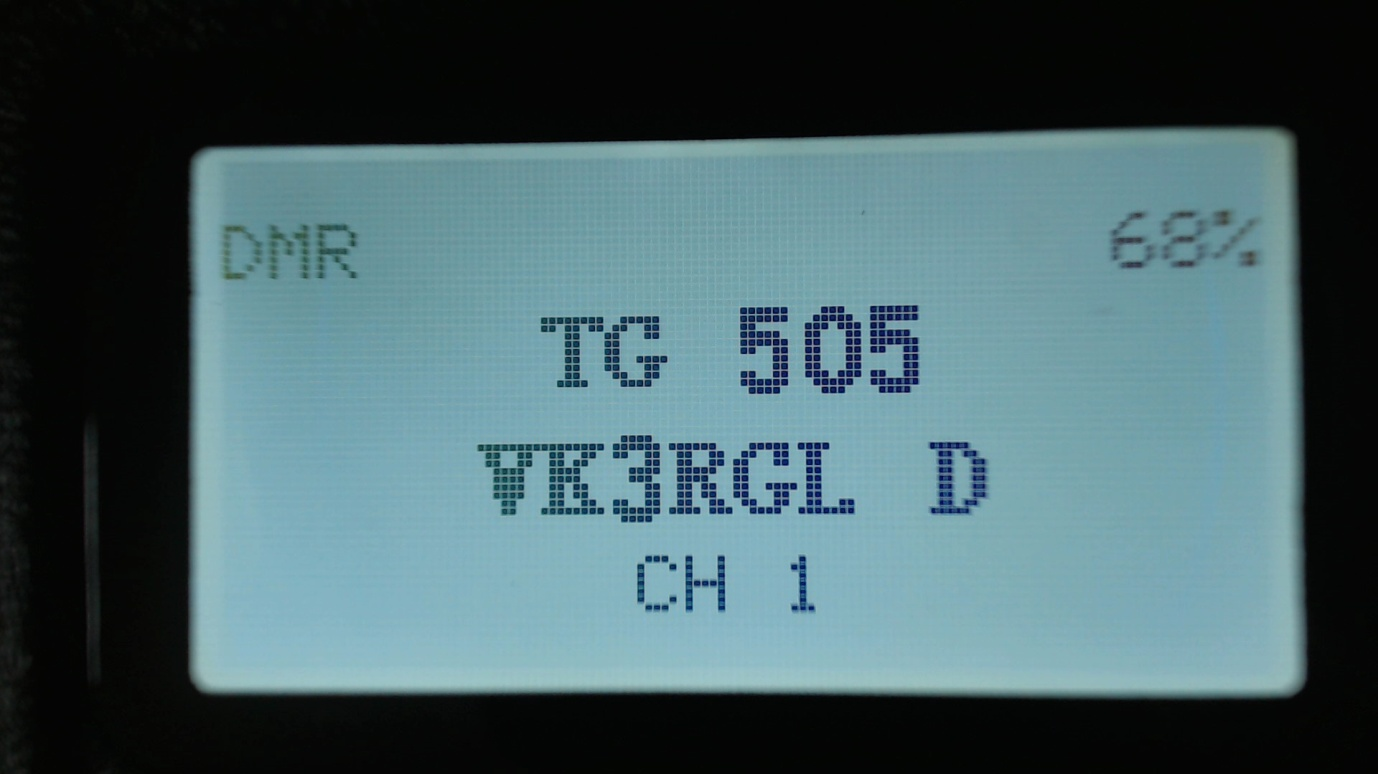 DMR 68%
TG 505
VK3RGL D
CH 1